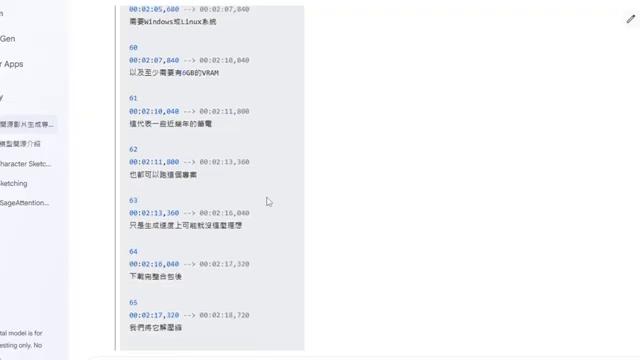 Gen
Apps
開源影片生成專...
模型開源介紹
haracter Sketc...
ketching
SageAttention...
tal model is for
esting only. No
00:02:05,680 --> 00:02:07,840
需要Windows或Linux系統
60
00:02:07,840 --> 00:02:10,040
以及至少需要有6GB的VRAM
61
00:02:10,040 --> 00:02:11,800
這代表一些近幾年的筆電
62
00:02:11,800 --> 00:02:13,360
也都可以跑這個專案
63
00:02:13,360 --> 00:02:16,040
只是生成速度上可能就沒這麼理想
64
00:02:16,040 --> 00:02:17,320
下載完整合包後
65
00:02:17,320 --> 00:02:18,720
我們將它解壓縮